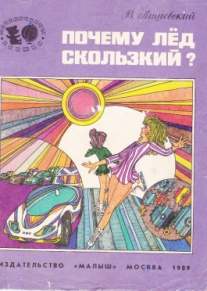 В. Лишевский
ПОЧЕМУ ЛЁД
СКОЛЬЗКИЙ?
ИЗДАТЕЛЬСТВО «МАЛЫШ» МОСКВА 1989